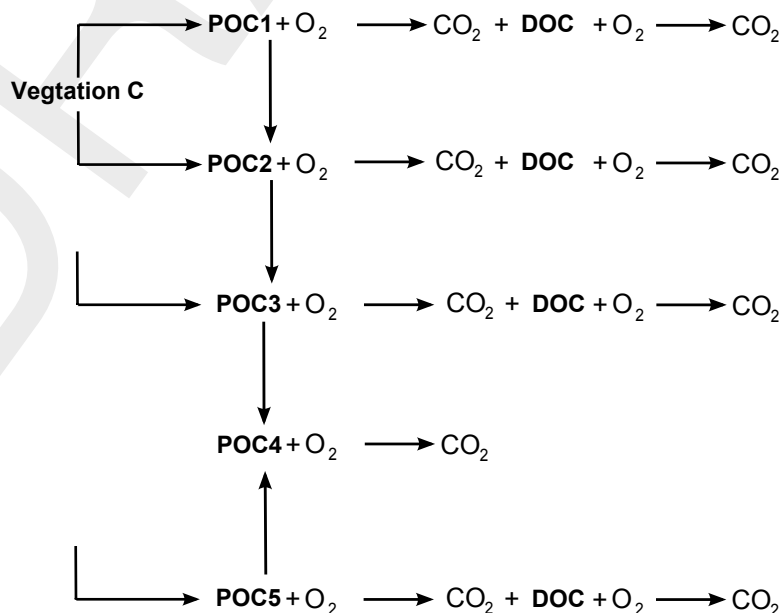 POC1 + O2 CO2 + DOC + O2 CO2
Vegtation C
POC2 + O2 CO2 + DOC + O2 CO2
POC3 + O2 CO2 + DOC + O2 CO2
POC4 + O2 CO2
POC5 + O2 CO2 + DOC + O2 CO2